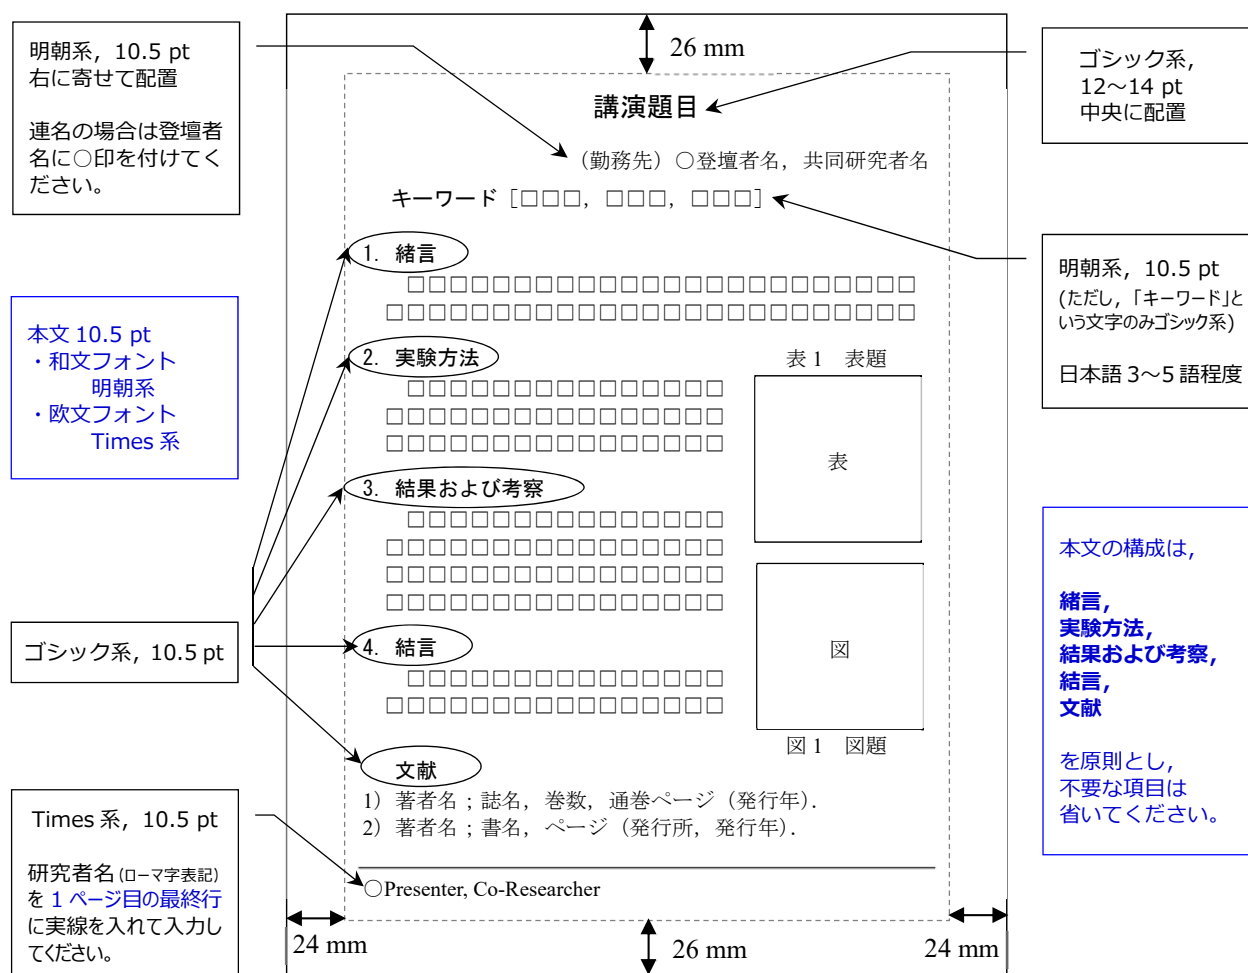 明朝系，10.5 pt
右に寄せて配置
連名の場合は登壇者
名に○印を付けてく
ださい。
26 mm
ゴシック系，
12～14 pt
中央に配置
講演題目
（勤務先）○登壇者名，共同研究者名
キーワード［□□□，□□□，□□□］
明朝系，10.5 pt
(ただし，「キーワード」と
いう文字のみゴシック系)
日本語 3～5 語程度
1. 緒言
□□□□□□□□□□□□□□□□□□□□□□□□
□□□□□□□□□□□□□□□□□□□□□□□□□
本文 10.5 pt
・和文フォント
明朝系
・欧文フォント
Times 系
2. 実験方法
□□□□□□□□□□□□□□□
□□□□□□□□□□□□□□□□
□□□□□□□□□□□□□□□□
表 1　表題
表
3. 結果および考察
□□□□□□□□□□□□□□□
□□□□□□□□□□□□□□□□
□□□□□□□□□□□□□□□□
□□□□□□□□□□□□□□□□
ゴシック系，10.5 pt
4. 結言
□□□□□□□□□□□□□□□
□□□□□□□□□□□□□□□□
図
図 1　図題
本文の構成は，
緒言，
実験方法，
結果および考察，
結言，
文献
を原則とし，
不要な項目は
省いてください。
文献
1）著者名；誌名，巻数，通巻ページ（発行年）．
2）著者名；書名，ページ（発行所，発行年）．
Times 系，10.5 pt
研究者名(ローマ字表記)
を 1 ページ目の最終行
に実線を入れて入力し
てください。
○Presenter, Co-Researcher
24 mm
26 mm
24 mm